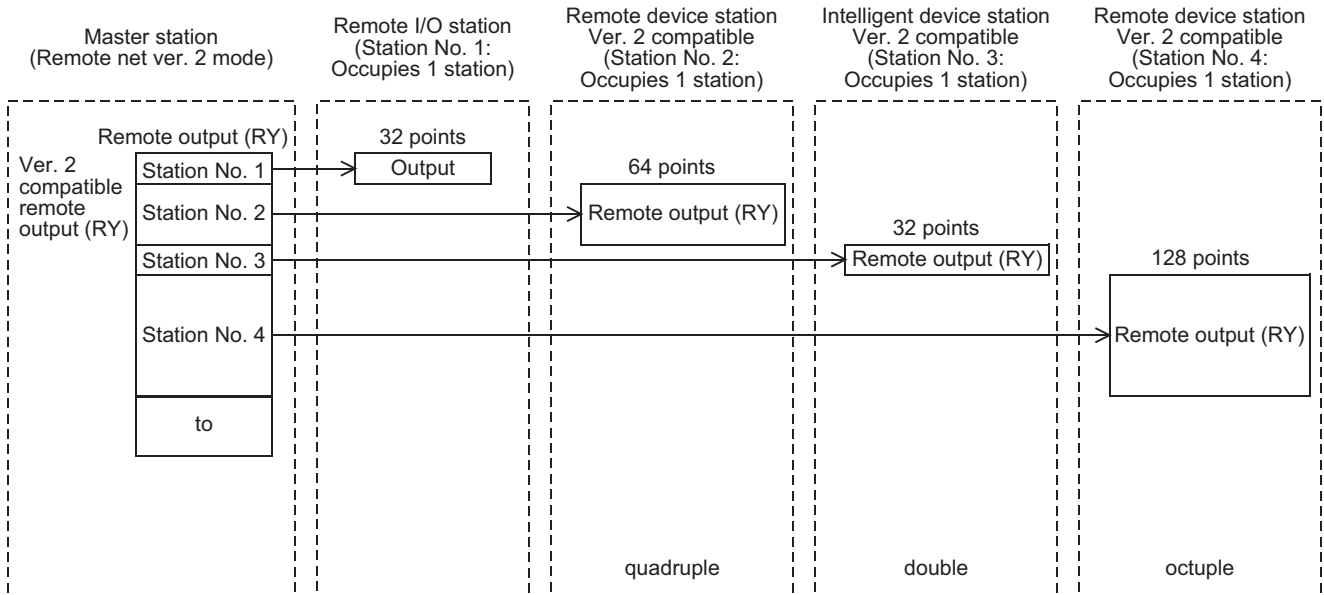 Master station
(Remote net ver. 2 mode)
Remote I/O station
(Station No. 1:
Occupies 1 station)
Remote device station
Ver. 2 compatible
(Station No. 2:
Occupies 1 station)
Intelligent device station
Ver. 2 compatible
(Station No. 3:
Occupies 1 station)
Remote device station
Ver. 2 compatible
(Station No. 4:
Occupies 1 station)
Remote output (RY)
Ver. 2
compatible
remote
output (RY)
Station No. 1
Station No. 2
Station No. 3
Station No. 4
to
32 points
Output
64 points
Remote output (RY)
quadruple
32 points
Remote output (RY)
double
128 points
Remote output (RY)
octuple